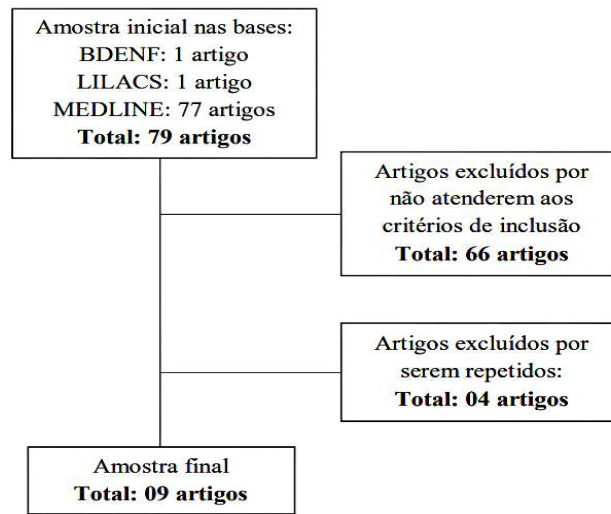 Amostra inicial nas bases:
BDENF: 1 artigo
LILACS: 1 artigo
MEDLINE: 77 artigos
Total: 79 artigos
Artigos excluídos por
não atenderem aos
critérios de inclusão
Total: 66 artigos
Artigos excluídos por
serem repetidos:
Total: 04 artigos
Amostra final
Total: 09 artigos